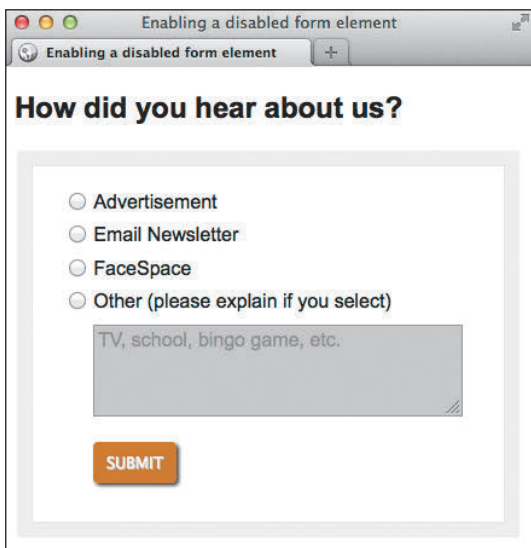 Enabling a disabled form element
Enabling a disabled form element
How did you hear about us?
Advertisement
Email Newsletter
FaceSpace
Other (please explain if you select)
TV, school, bingo game, etc.
SUBMIT